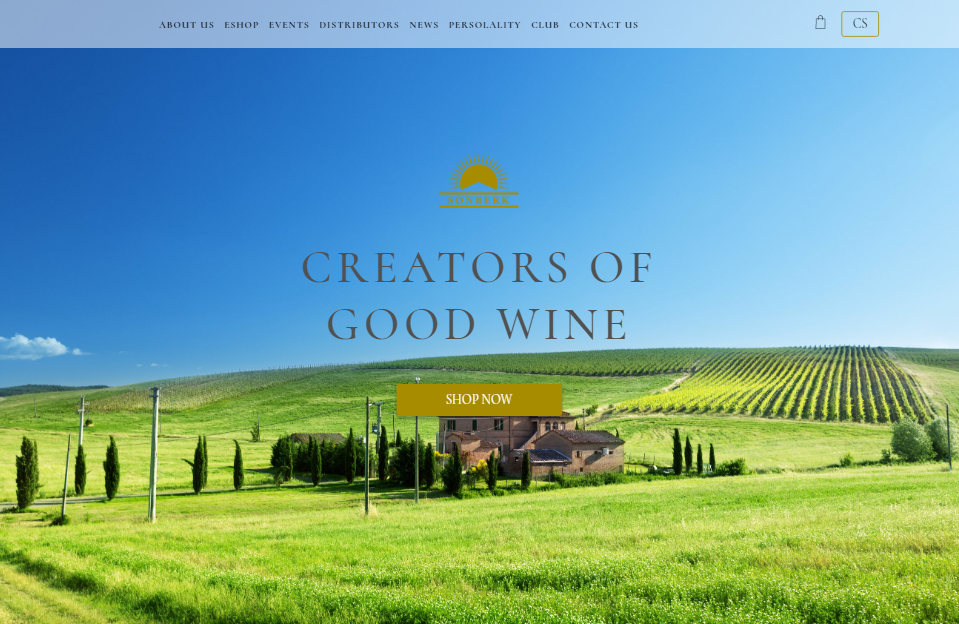 ABOUT US ESHOP EVENTS DISTRIBUTORS NEWS PERSOLALITY CLUB CONTACT US CS
SONBERK
CREATORS OF
GOOD WINE
SHOP NOW